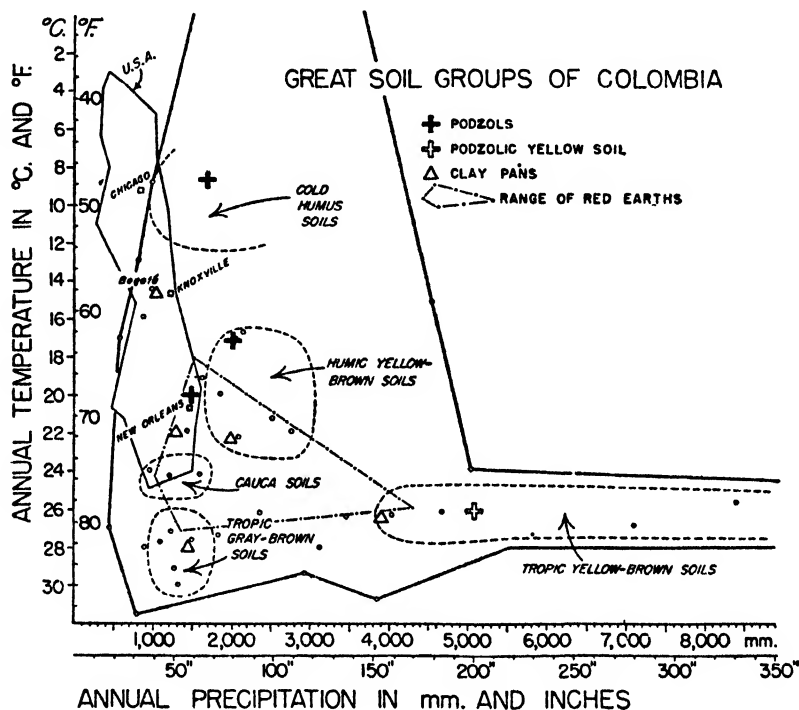 °C. °F.
GREAT SOIL GROUPS OF COLOMBIA
PODZOLS
PODZOLIC YELLOW SOIL
CLAY PANS
RANGE OF RED EARTHS
U.S.A.
CHICAGO
COLD
HUMUS
SOILS
Bogotá
KNOXVILLE
HUMIC YELLOW-
BROWN SOILS
NEW ORLEANS
CAUCA SOILS
TROPIC
GRAY-BROWN
SOILS
TROPIC YELLOW-BROWN SOILS
ANNUAL TEMPERATURE IN °C. AND °F.
2
4
6
8
10
12
14
16
18
20
22
24
26
28
30
40
50
60
70
80
1,000 2,000 3,000 4,000 5,000 6,000 7,000 8,000 mm.
50" 100" 150" 200" 250" 300" 350"
ANNUAL PRECIPITATION IN mm. AND INCHES